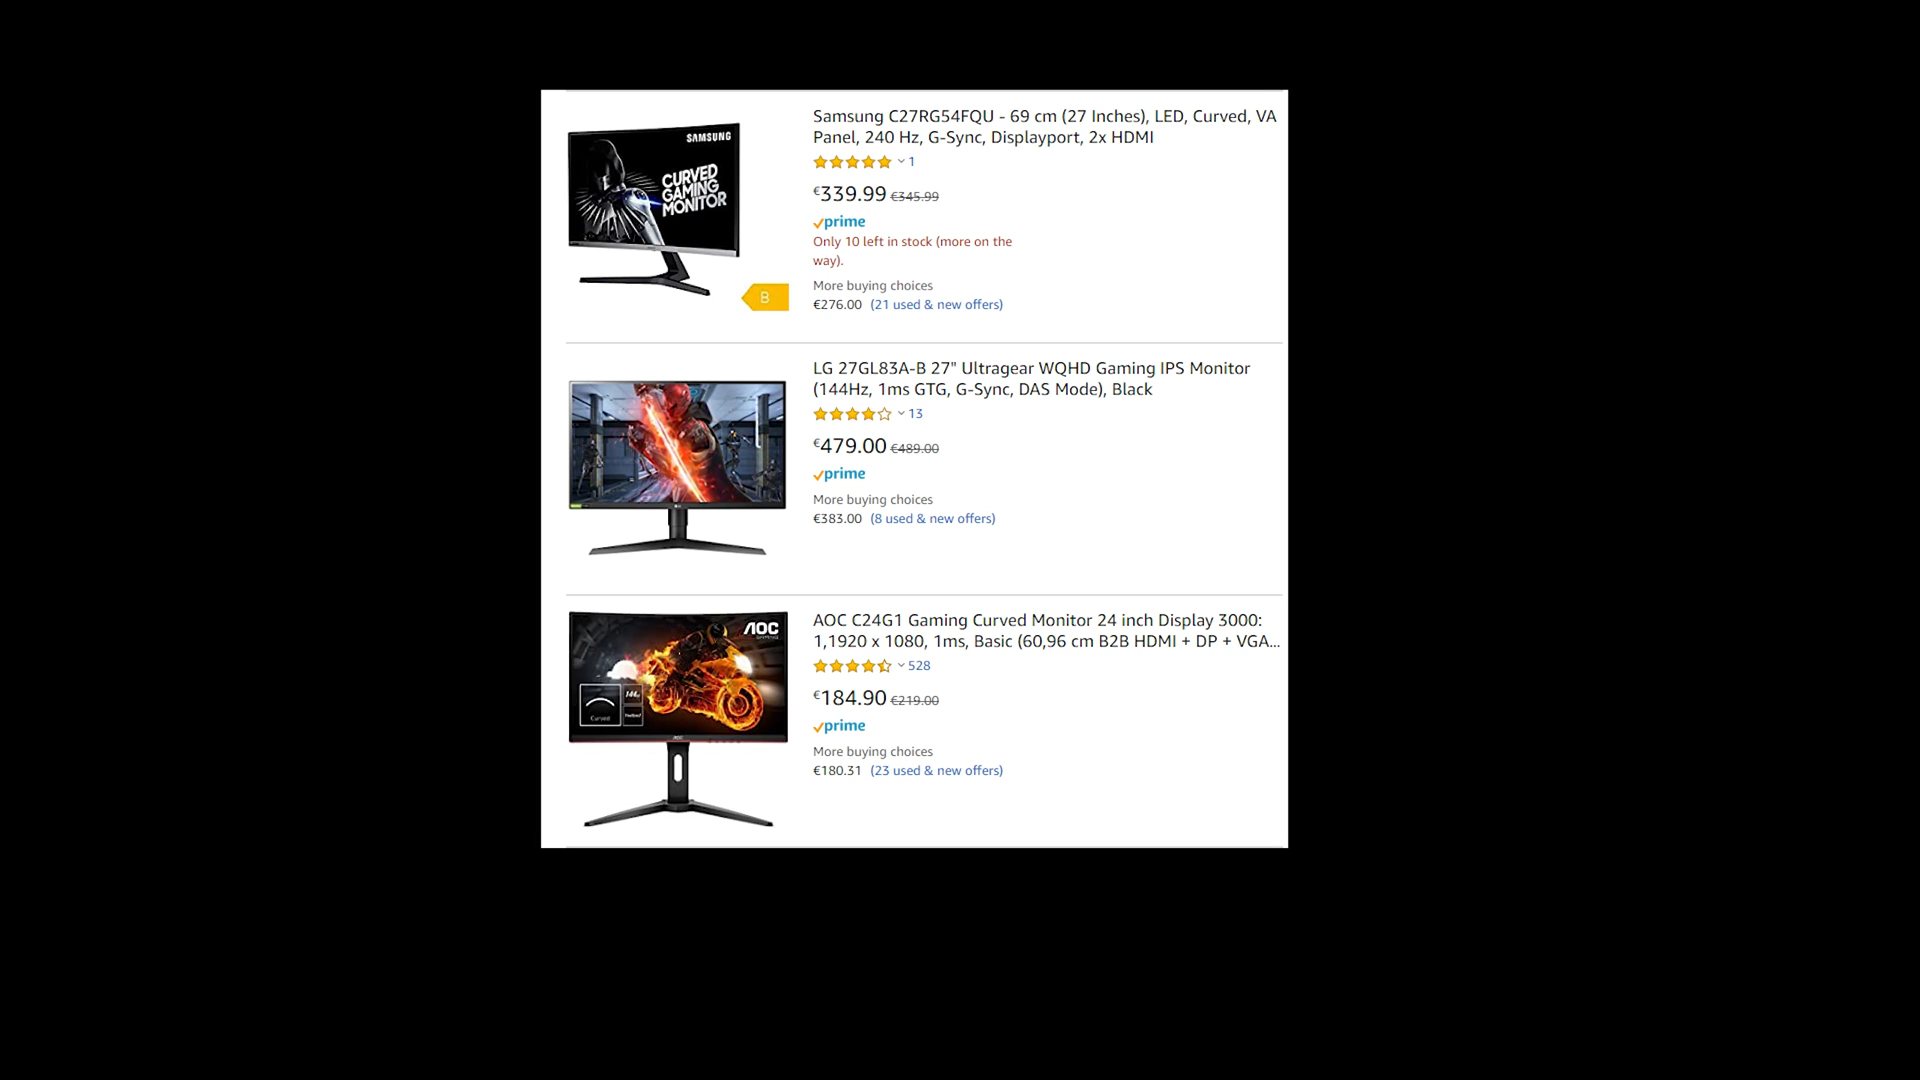 Samsung C27RG54FQU - 69 cm (27 Inches), LED, Curved, VA
Panel, 240 Hz, G-Sync, Displayport, 2x HDMI
1
€339.99 €345.99
prime
Only 10 left in stock (more on the
way).
More buying choices
€276.00 (21 used & new offers)
SAMSUNG
CURVED
GAMING
MONITOR
B
LG 27GL83A-B 27" Ultragear WQHD Gaming IPS Monitor
(144Hz, 1ms GTG, G-Sync, DAS Mode), Black
13
€479.00 €489.00
prime
More buying choices
€383.00 (8 used & new offers)
AOC C24G1 Gaming Curved Monitor 24 inch Display 3000:
1,1920 x 1080, 1ms, Basic (60,96 cm B2B HDMI + DP + VGA...
528
€184.90 €219.00
prime
More buying choices
€180.31 (23 used & new offers)
AOC
GAMING
144
Curved